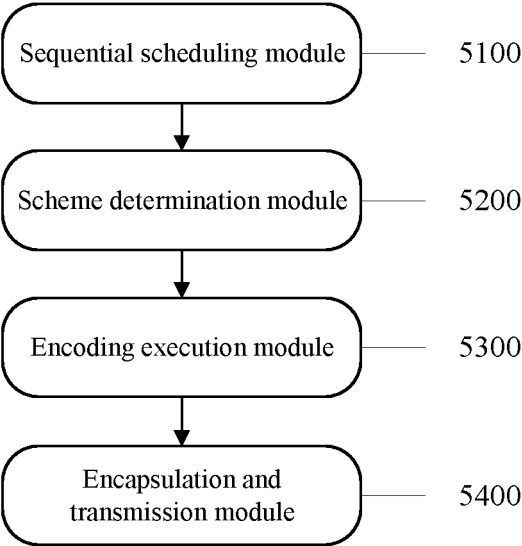 Sequential scheduling module 5100
Scheme determination module 5200
Encoding execution module 5300
Encapsulation and
transmission module 5400